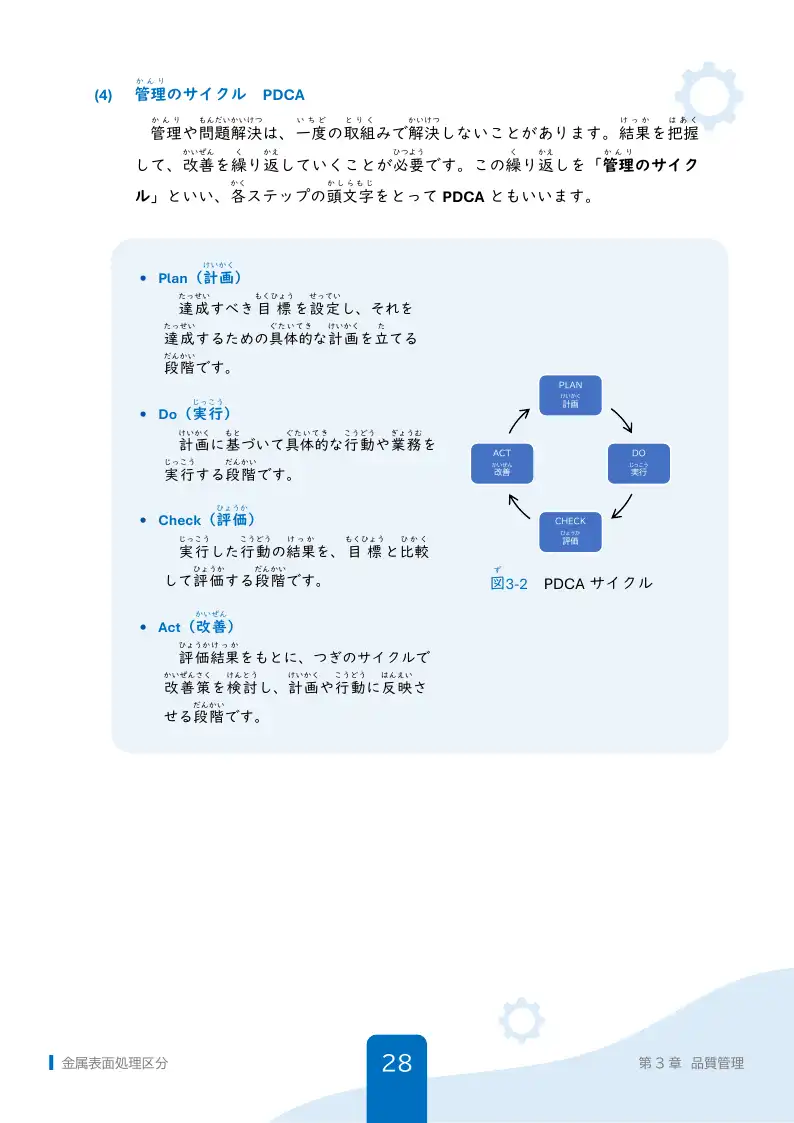 かんり
(4) 管理のサイクル PDCA
かんり もんだいかいけつ いちど とりく かいけつ けっか はあく
管理や問題解決は、一度の取組みで解決しないことがあります。結果を把握
かいぜん く かえ ひつよう く かえ かんり
して、改善を繰り返していくことが必要です。この繰り返しを「管理のサイク
かく かしらもじ
ル」といい、各ステップの頭文字をとって PDCA ともいいます。
けいかく
• Plan（計画）
たっせい もくひょう せってい
達成すべき目標を設定し、それを
たっせい ぐたいてき けいかく た
達成するための具体的な計画を立てる
だんかい
段階です。
じっこう
• Do（実行）
けいかく もと ぐたいてき こうどう ぎょうむ
計画に基づいて具体的な行動や業務を
じっこう だんかい
実行する段階です。
ひょうか
• Check（評価）
じっこう こうどう けっか もくひょう ひかく
実行した行動の結果を、目標と比較
ひょうか だんかい
して評価する段階です。
かいぜん
• Act（改善）
ひょうかけっか
評価結果をもとに、つぎのサイクルで
かいぜんさく けんとう けいかく こうどう はんえい
改善策を検討し、計画や行動に反映さ
だんかい
せる段階です。
PLAN
けいかく
計画
DO
じっこう
実行
CHECK
ひょうか
評価
ACT
かいぜん
改善
ず
図3-2 PDCA サイクル
金属表面処理区分
28
第 3 章 品質管理